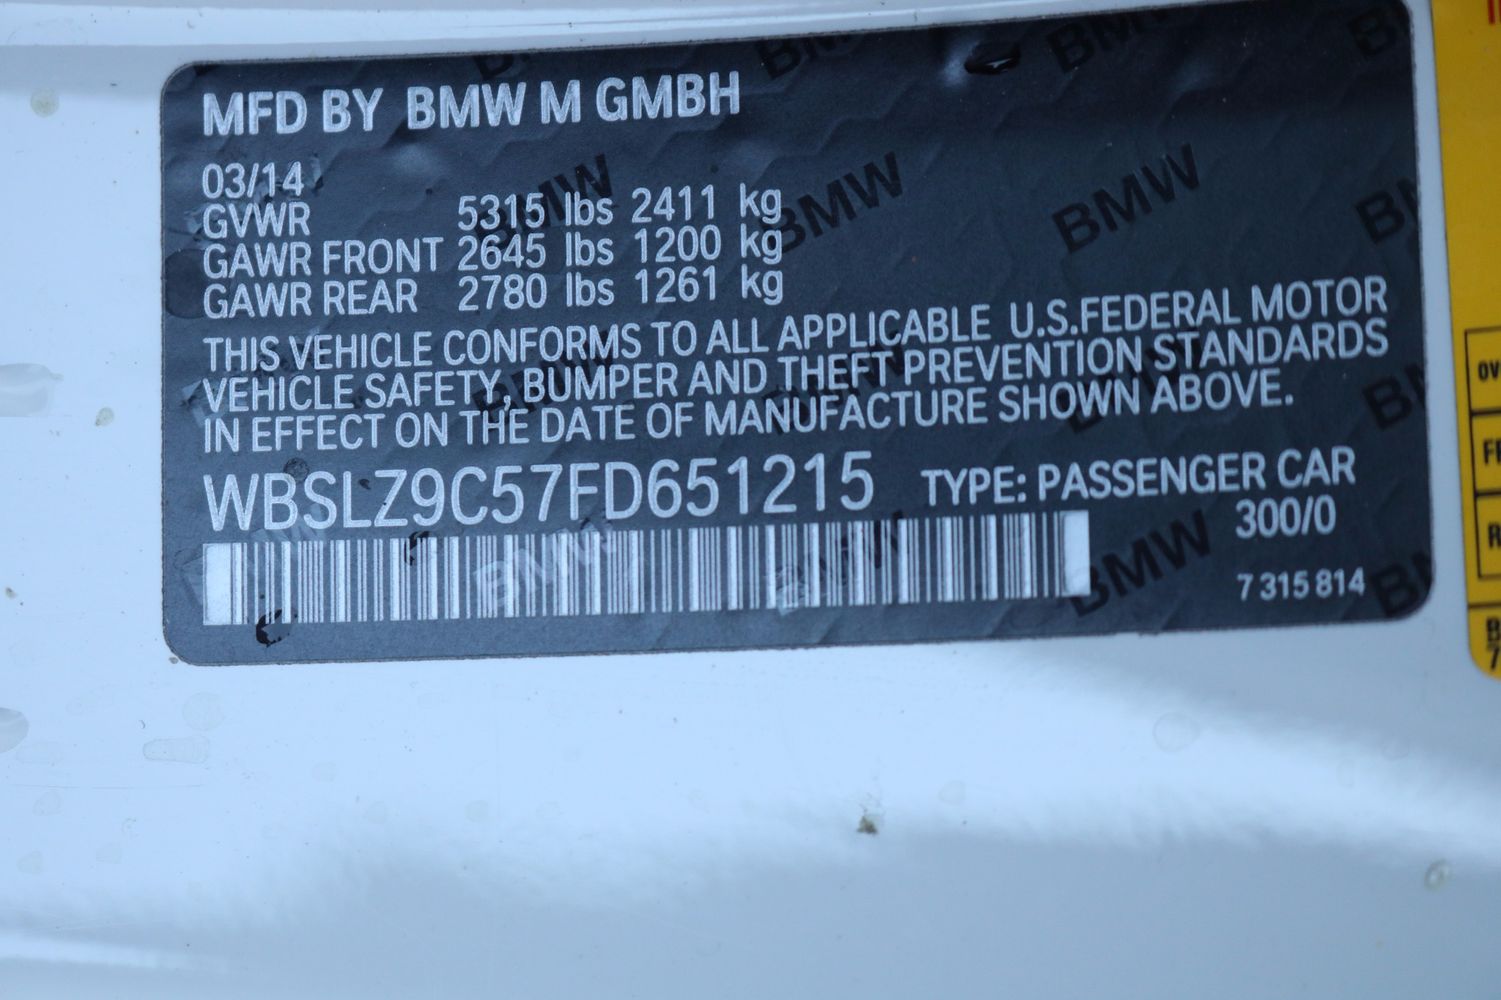 MFD BY BMW M GMBH
03/14
GVWR 5315 lbs 2411 kg
GAWR FRONT 2645 lbs 1200 kg
GAWR REAR 2780 lbs 1261 kg
THIS VEHICLE CONFORMS TO ALL APPLICABLE U.S.FEDERAL MOTOR
VEHICLE SAFETY, BUMPER AND THEFT PREVENTION STANDARDS
IN EFFECT ON THE DATE OF MANUFACTURE SHOWN ABOVE.
WBSLZ9C57FD651215 TYPE: PASSENGER CAR
300/0
7 315 814